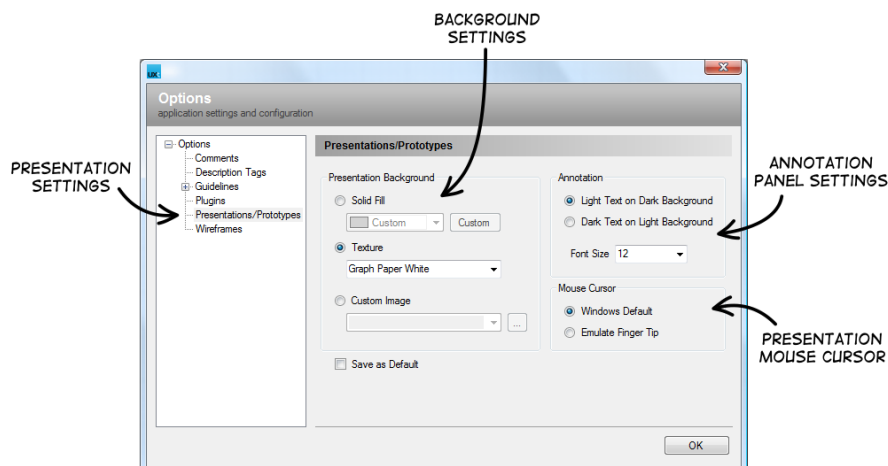 BACKGROUND
SETTINGS
UX:
Options
application settings and configuration
PRESENTATION
SETTINGS
Options
Comments
Description Tags
Guidelines
Plugins
Presentations/Prototypes
Wireframes
Presentations/Prototypes
Presentation Background
Solid Fill
Custom
Custom
Texture
Graph Paper White
Custom Image
...
Save as Default
Annotation
Light Text on Dark Background
Dark Text on Light Background
Font Size 12
Mouse Cursor
Windows Default
Emulate Finger Tip
ANNOTATION
PANEL SETTINGS
PRESENTATION
MOUSE CURSOR
OK